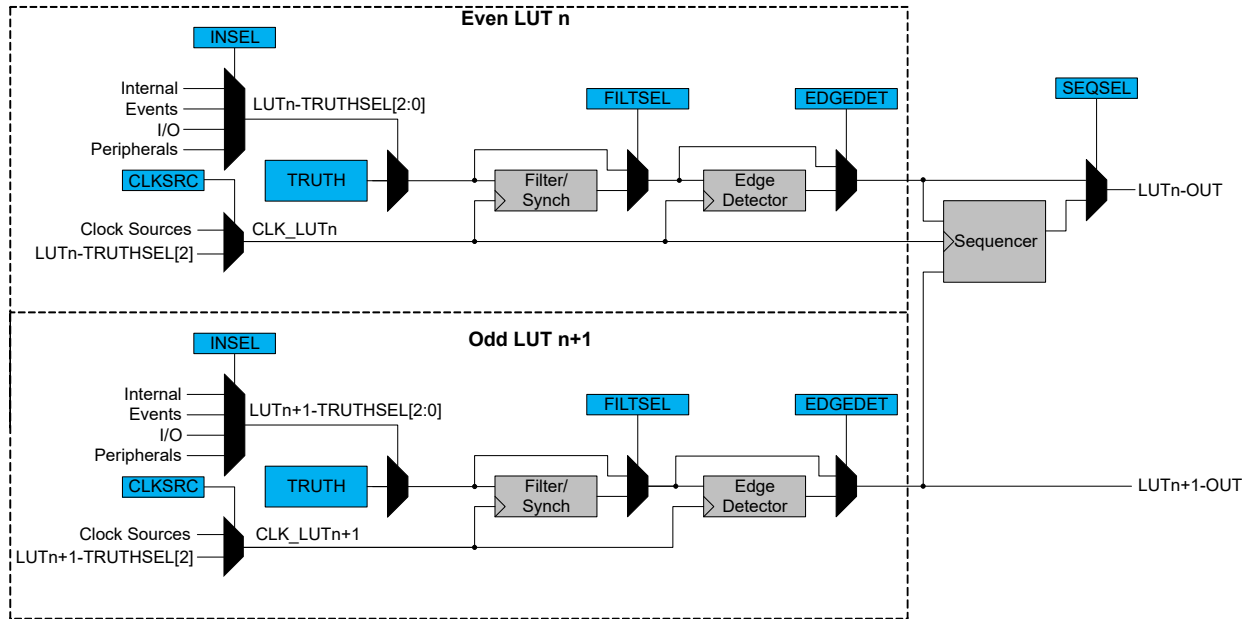 Even LUT n
INSEL
Internal
Events
I/O
Peripherals
LUTn-TRUTHSEL[2:0]
FILTSEL
EDGEDET
SEQSEL
CLKSRC
TRUTH
Filter/
Synch
Edge
Detector
LUTn-OUT
Clock Sources
LUTn-TRUTHSEL[2]
CLK_LUTn
Sequencer
Odd LUT n+1
INSEL
Internal
Events
I/O
Peripherals
LUTn+1-TRUTHSEL[2:0]
FILTSEL
EDGEDET
CLKSRC
TRUTH
Filter/
Synch
Edge
Detector
LUTn+1-OUT
Clock Sources
LUTn+1-TRUTHSEL[2]
CLK_LUTn+1